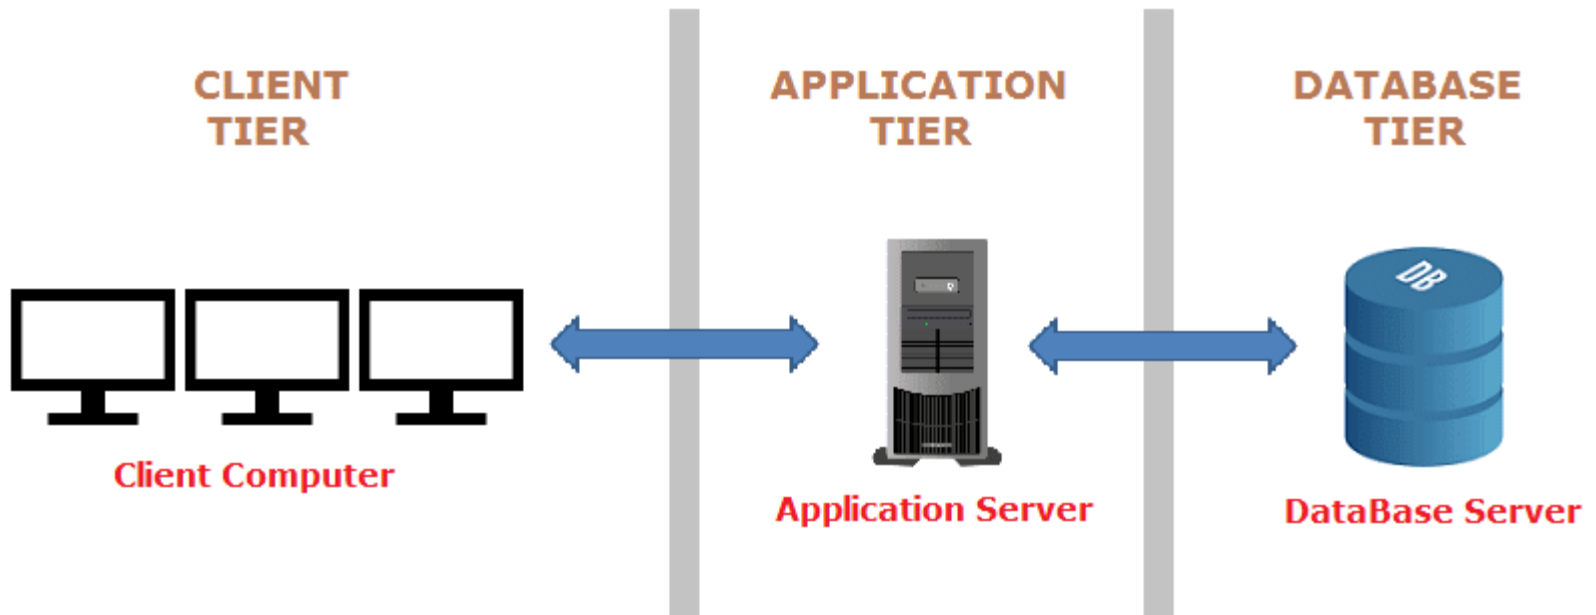 CLIENT
TIER
APPLICATION
TIER
DATABASE
TIER
DB
Client Computer
Application Server
DataBase Server